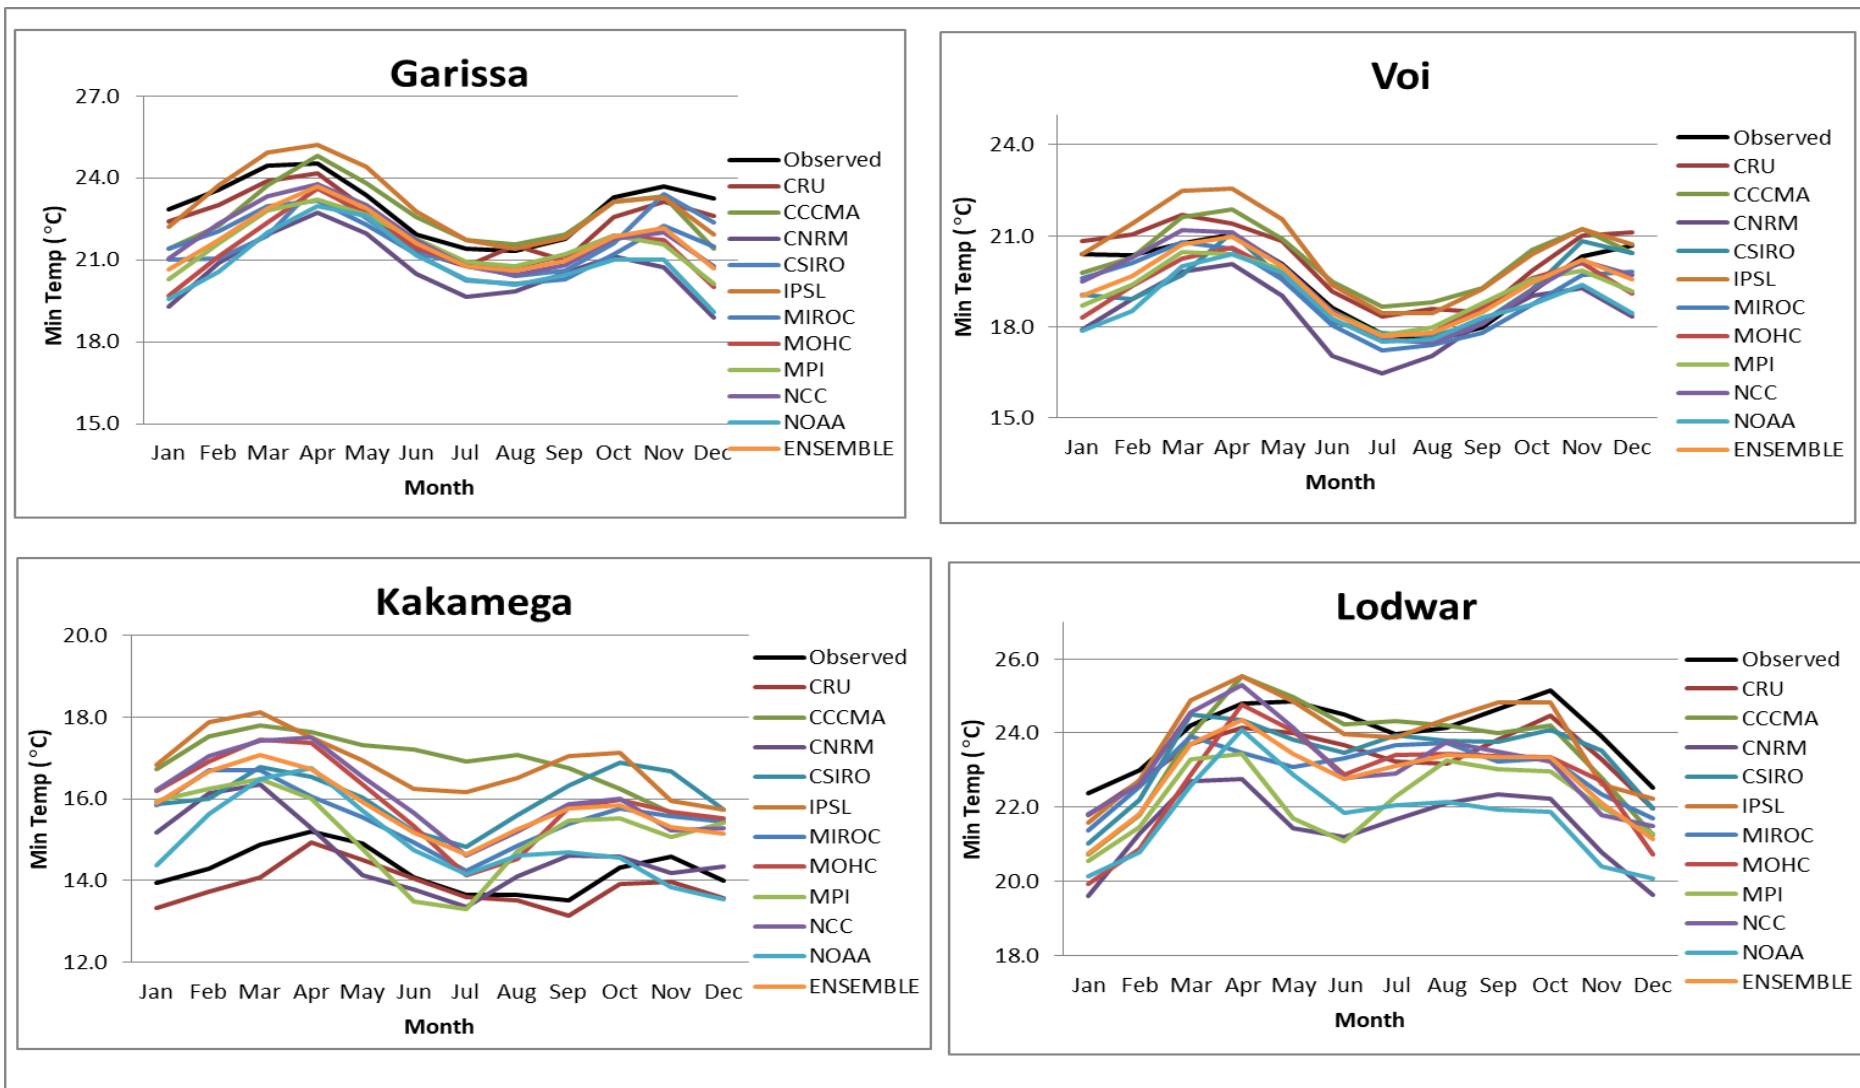 Garissa
27.0
24.0
21.0
18.0
15.0
Min Temp (°C)
Jan Feb Mar Apr May Jun Jul Aug Sep Oct Nov Dec
Month
Observed
CRU
CCCMA
CNRM
CSIRO
IPSL
MIROC
MOHC
MPI
NCC
NOAA
ENSEMBLE
Voi
24.0
21.0
18.0
15.0
Min Temp (°C)
Jan Feb Mar Apr May Jun Jul Aug Sep Oct Nov Dec
Month
Observed
CRU
CCCMA
CNRM
CSIRO
IPSL
MIROC
MOHC
MPI
NCC
NOAA
ENSEMBLE
Kakamega
20.0
18.0
16.0
14.0
12.0
Min Temp (°C)
Jan Feb Mar Apr May Jun Jul Aug Sep Oct Nov Dec
Month
Observed
CRU
CCCMA
CNRM
CSIRO
IPSL
MIROC
MOHC
MPI
NCC
NOAA
ENSEMBLE
Lodwar
26.0
24.0
22.0
20.0
18.0
Min Temp (°C)
Jan Feb Mar Apr May Jun Jul Aug Sep Oct Nov Dec
Month
Observed
CRU
CCCMA
CNRM
CSIRO
IPSL
MIROC
MOHC
MPI
NCC
NOAA
ENSEMBLE